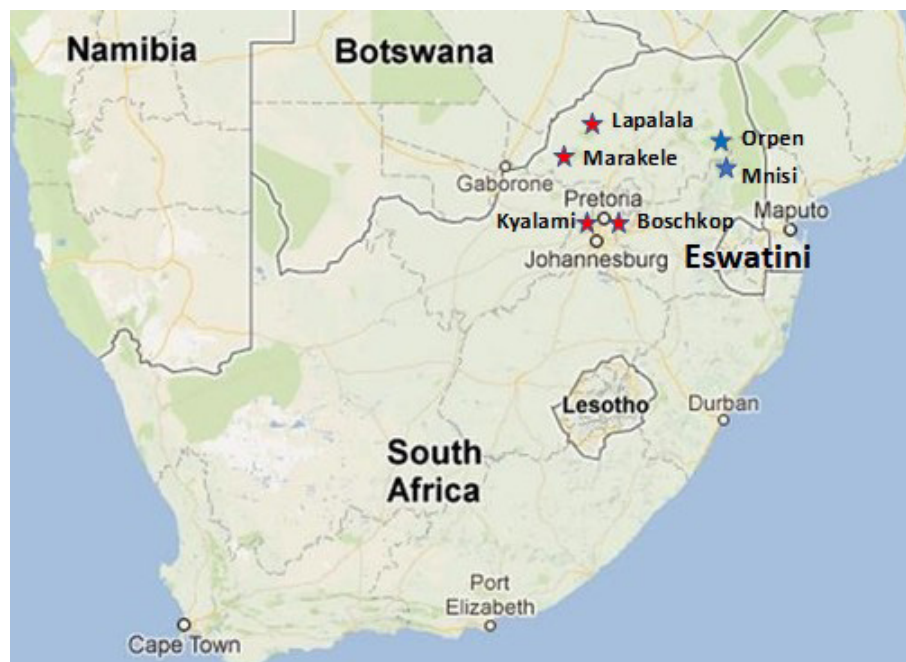 Namibia
Botswana
Lapalala
Orpen
Marakele
Mnisi
Gaborone
Pretoria
Maputo
Kyalami
Boschkop
Johannesburg
Eswatini
Lesotho
Durban
South
Africa
Port
Elizabeth
Cape Town